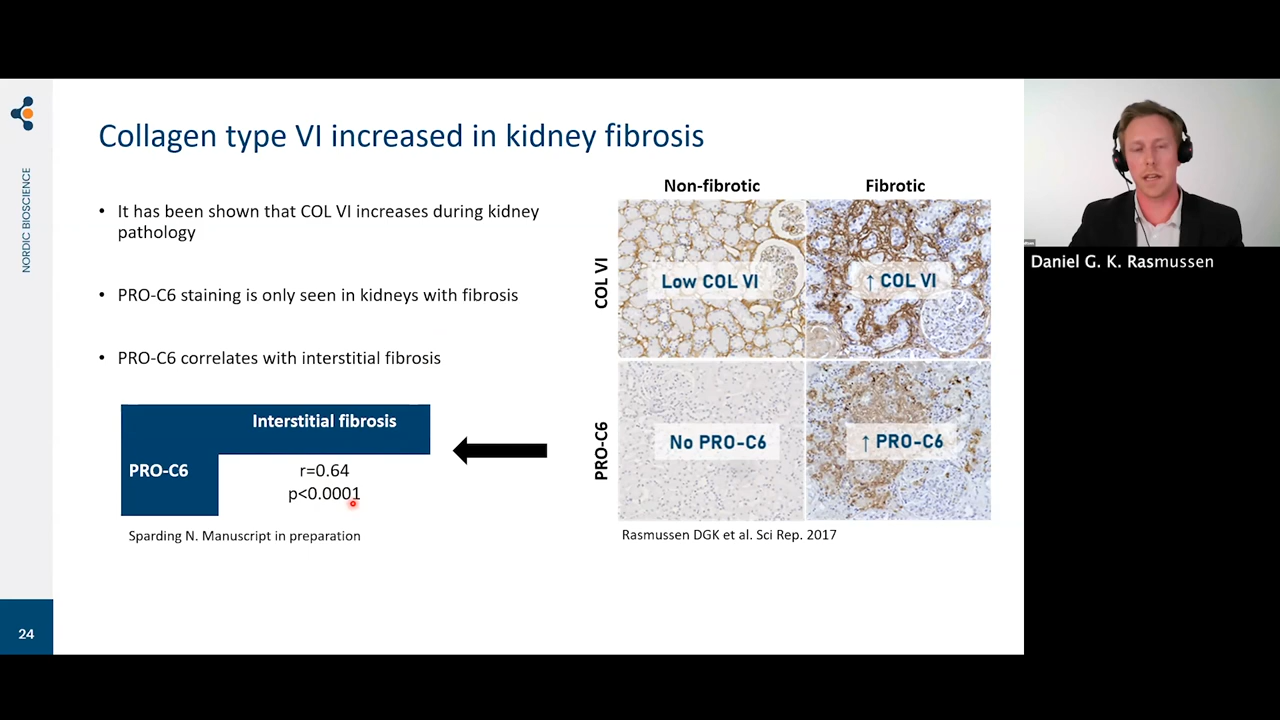 NORDIC BIOSCIENCE
Collagen type VI increased in kidney fibrosis
• It has been shown that COL VI increases during kidney
pathology
• PRO-C6 staining is only seen in kidneys with fibrosis
• PRO-C6 correlates with interstitial fibrosis
Interstitial fibrosis
PRO-C6
r=0.64
p<0.0001
Sparding N. Manuscript in preparation
Non-fibrotic
Fibrotic
COL VI
Low COL VI
↑ COL VI
PRO-C6
No PRO-C6
↑ PRO-C6
Rasmussen DGK et al. Sci Rep. 2017
24
Daniel G. K. Rasmussen